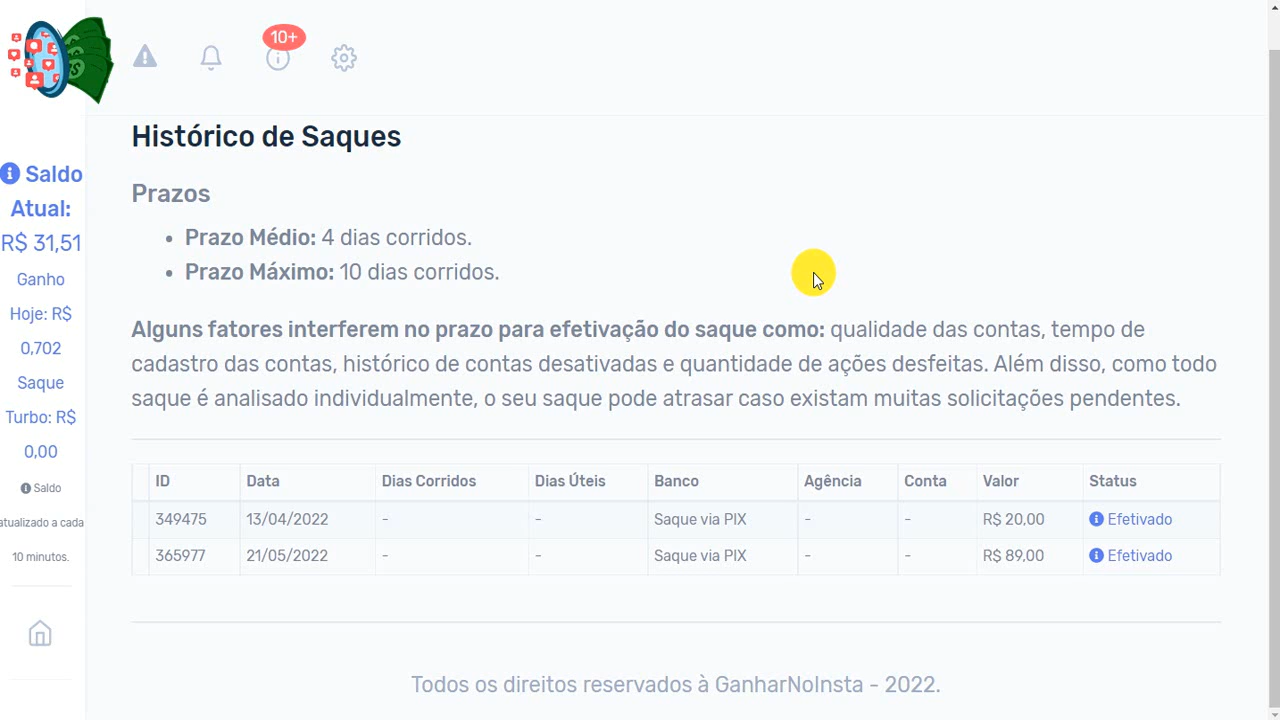 10+
Saldo
Atual:
R$ 31,51
Ganho
Hoje: R$
0,702
Saque
Turbo: R$
0,00
Saldo
atualizado a cada
10 minutos.
Histórico de Saques
Prazos
• Prazo Médio: 4 dias corridos.
• Prazo Máximo: 10 dias corridos.
Alguns fatores interferem no prazo para efetivação do saque como: qualidade das contas, tempo de
cadastro das contas, histórico de contas desativadas e quantidade de ações desfeitas. Além disso, como todo
saque é analisado individualmente, o seu saque pode atrasar caso existam muitas solicitações pendentes.
ID Data Dias Corridos Dias Úteis Banco Agência Conta Valor Status
349475 13/04/2022 - - Saque via PIX - - R$ 20,00 Efetivado
365977 21/05/2022 - - Saque via PIX - - R$ 89,00 Efetivado
Todos os direitos reservados à GanharNoInsta - 2022.